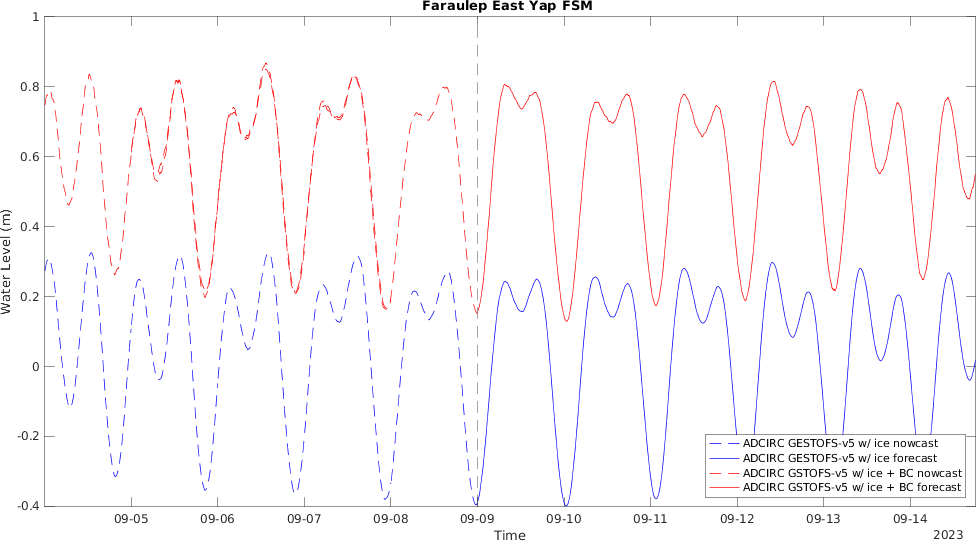 Faraulep East Yap FSM
Water Level (m)
1
0.8
0.6
0.4
0.2
0
-0.2
-0.4
09-05 09-06 09-07 09-08 09-09 09-10 09-11 09-12 09-13 09-14
Time
2023
ADCIRC GESTOFS-v5 w/ ice nowcast
ADCIRC GESTOFS-v5 w/ ice forecast
ADCIRC GSTOFS-v5 w/ ice + BC nowcast
ADCIRC GSTOFS-v5 w/ ice + BC forecast